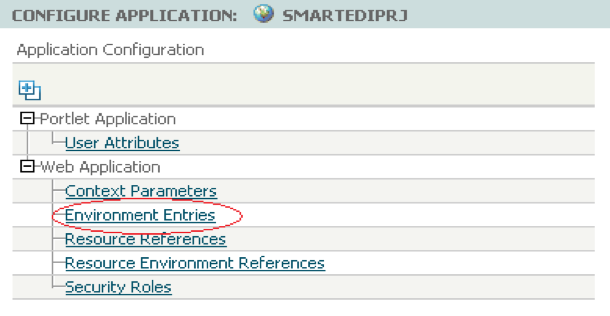 CONFIGURE APPLICATION: SMARTEDIPRJ
Application Configuration
Portlet Application
User Attributes
Web Application
Context Parameters
Environment Entries
Resource References
Resource Environment References
Security Roles